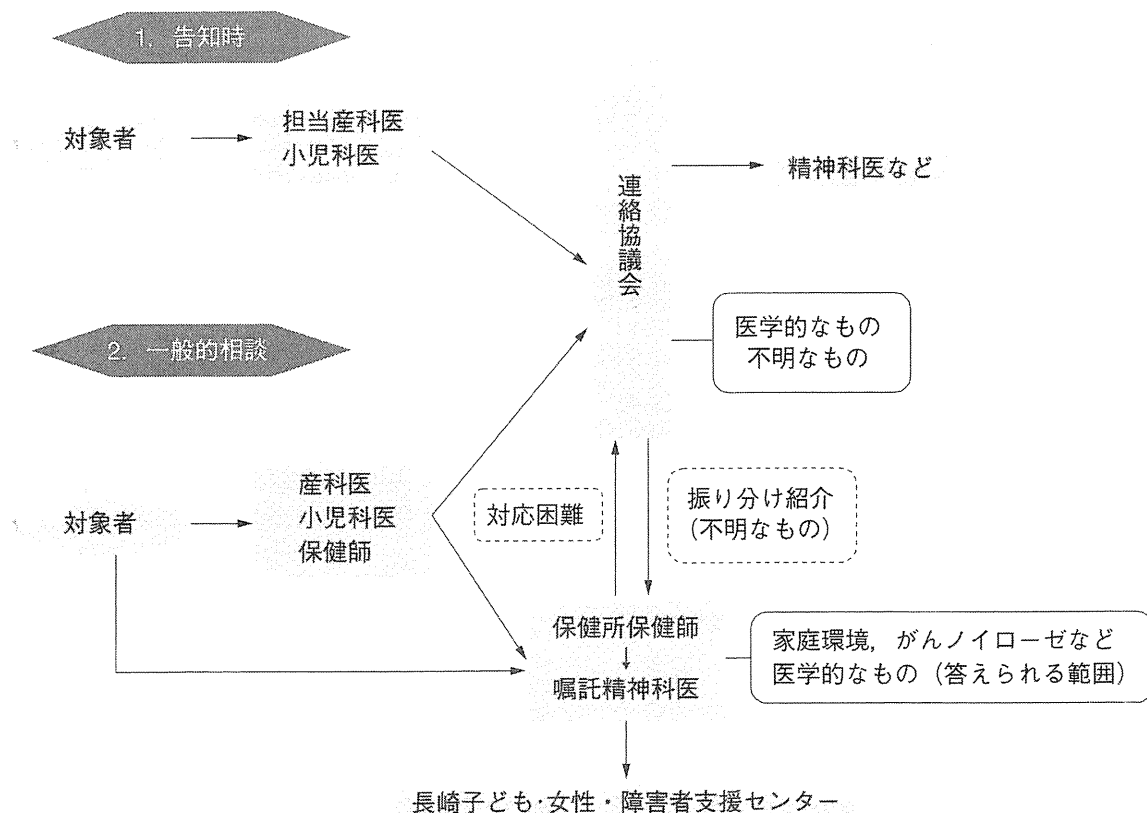 1. 告知時
対象者
担当産科医
小児科医
連絡協議会
精神科医など
医学的なもの
不明なもの
2. 一般的相談
対象者
産科医
小児科医
保健師
対応困難
振り分け紹介
(不明なもの)
保健所保健師
嘱託精神科医
家庭環境,がんノイローゼなど
医学的なもの(答えられる範囲)
長崎子ども・女性・障害者支援センター